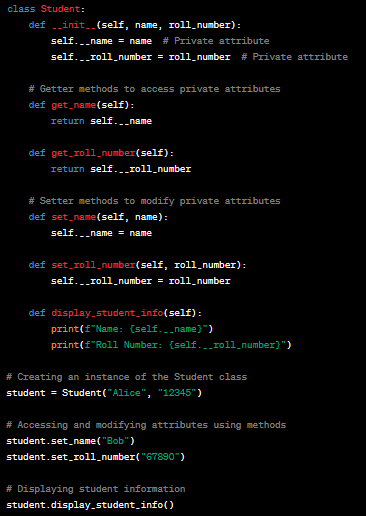 class Student:
    def __init__(self, name, roll_number):
        self.__name = name  # Private attribute
        self.__roll_number = roll_number  # Private attribute

    # Getter methods to access private attributes
    def get_name(self):
        return self.__name

    def get_roll_number(self):
        return self.__roll_number

    # Setter methods to modify private attributes
    def set_name(self, name):
        self.__name = name

    def set_roll_number(self, roll_number):
        self.__roll_number = roll_number

    def display_student_info(self):
        print(f"Name: {self.__name}")
        print(f"Roll Number: {self.__roll_number}")

# Creating an instance of the Student class
student = Student("Alice", "12345")

# Accessing and modifying attributes using methods
student.set_name("Bob")
student.set_roll_number("67890")

# Displaying student information
student.display_student_info()